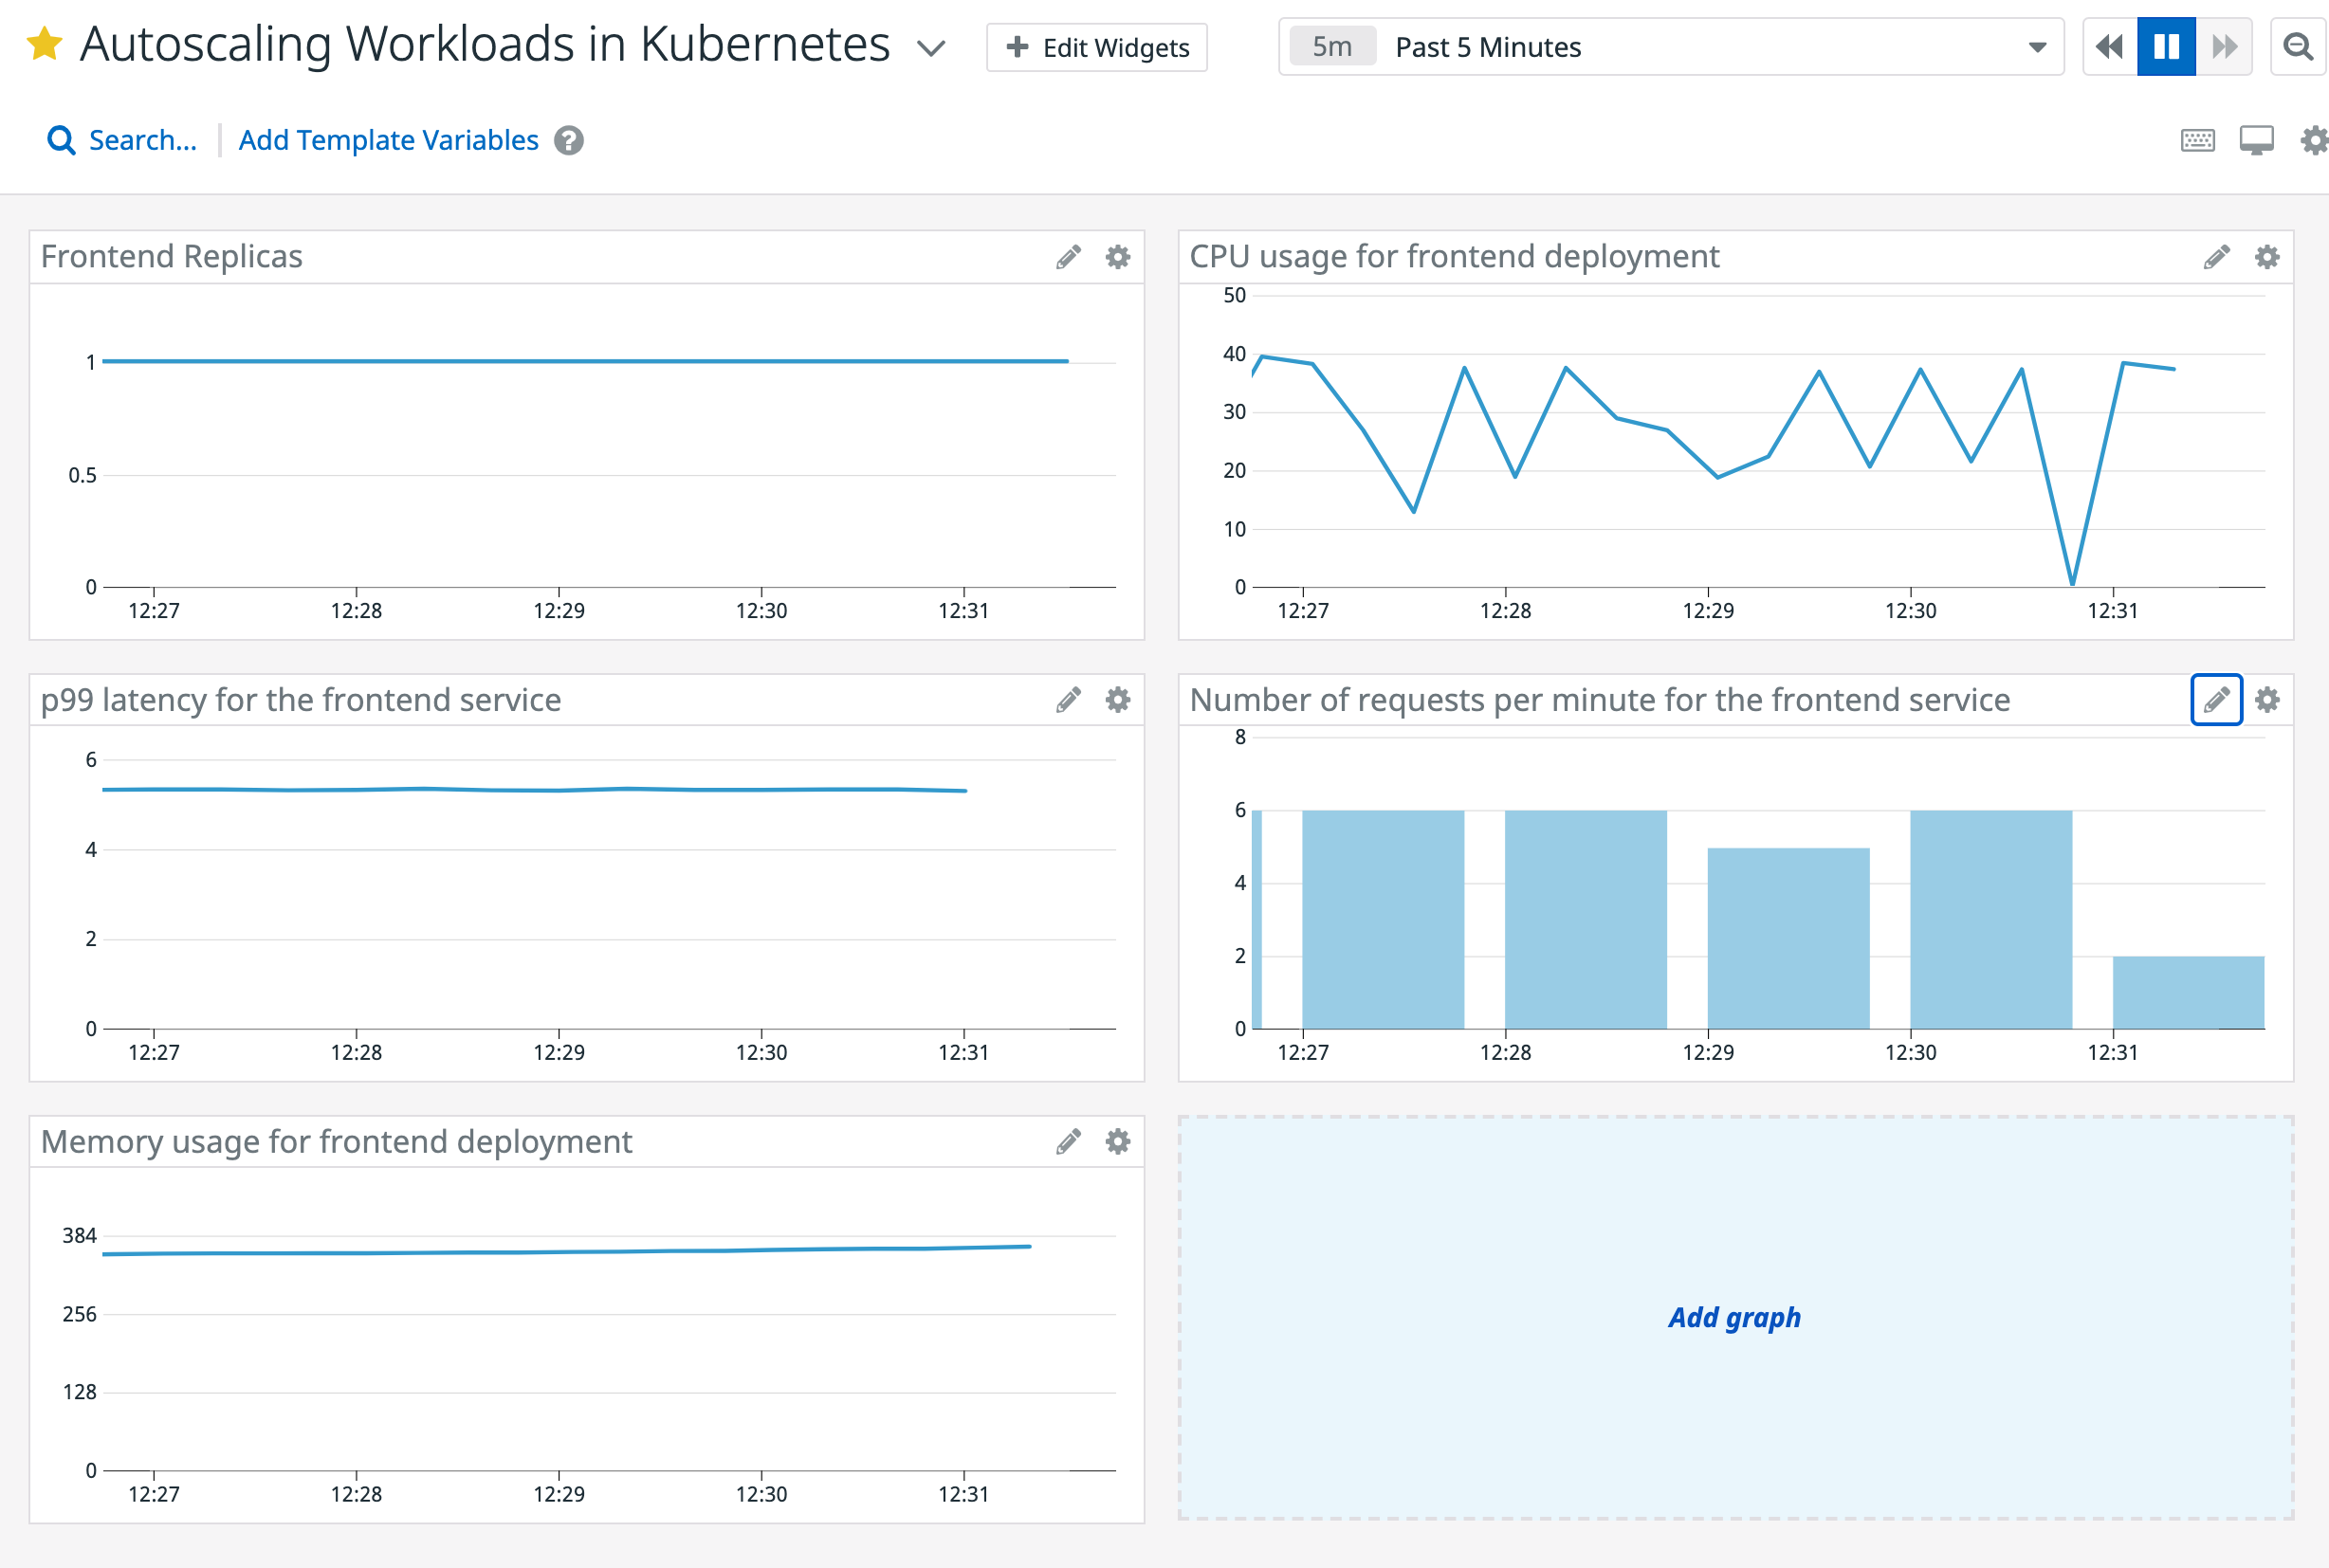 Autoscaling Workloads in Kubernetes
Edit Widgets
5m Past 5 Minutes
Search...
Add Template Variables
?
Frontend Replicas
1
0.5
0
12:27 12:28 12:29 12:30 12:31
CPU usage for frontend deployment
50
40
30
20
10
0
12:27 12:28 12:29 12:30 12:31
p99 latency for the frontend service
6
4
2
0
12:27 12:28 12:29 12:30 12:31
Number of requests per minute for the frontend service
8
6
4
2
0
12:27 12:28 12:29 12:30 12:31
Memory usage for frontend deployment
384
256
128
0
12:27 12:28 12:29 12:30 12:31
Add graph